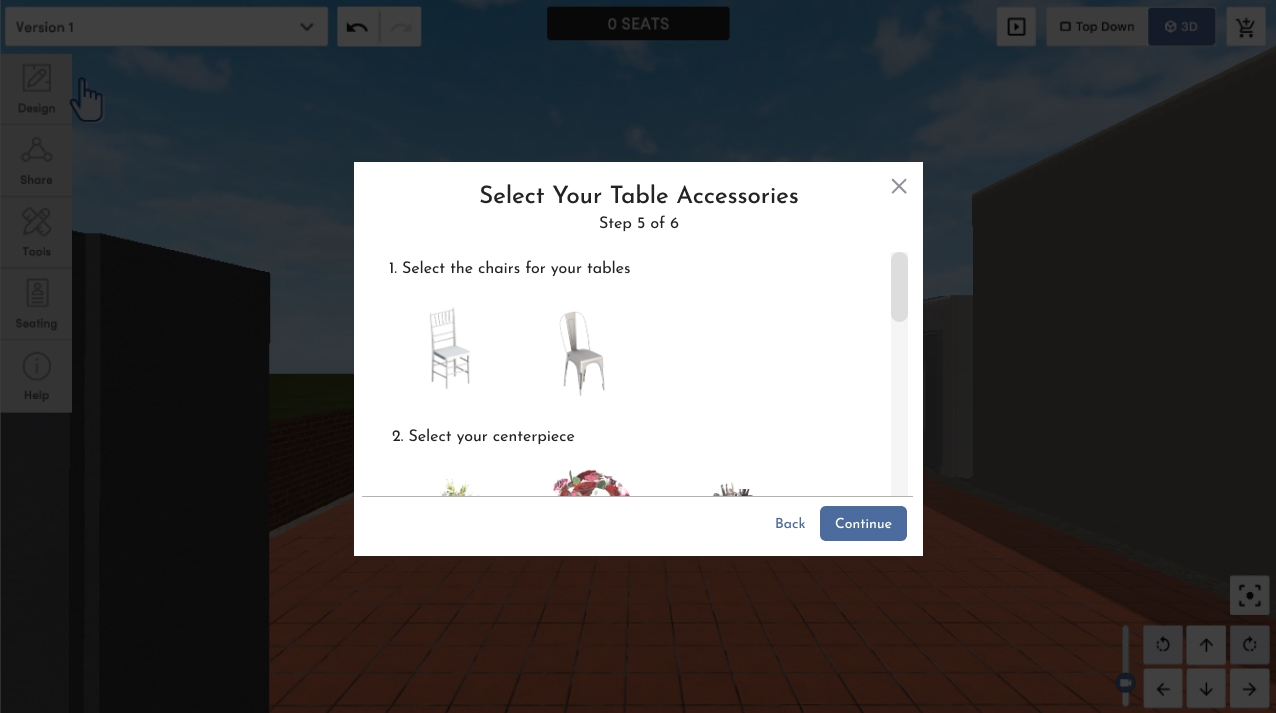 Version 1
0 SEATS
Top Down
3D
Design
Share
Tools
Seating
Help
Select Your Table Accessories
Step 5 of 6
1. Select the chairs for your tables
2. Select your centerpiece
Back
Continue